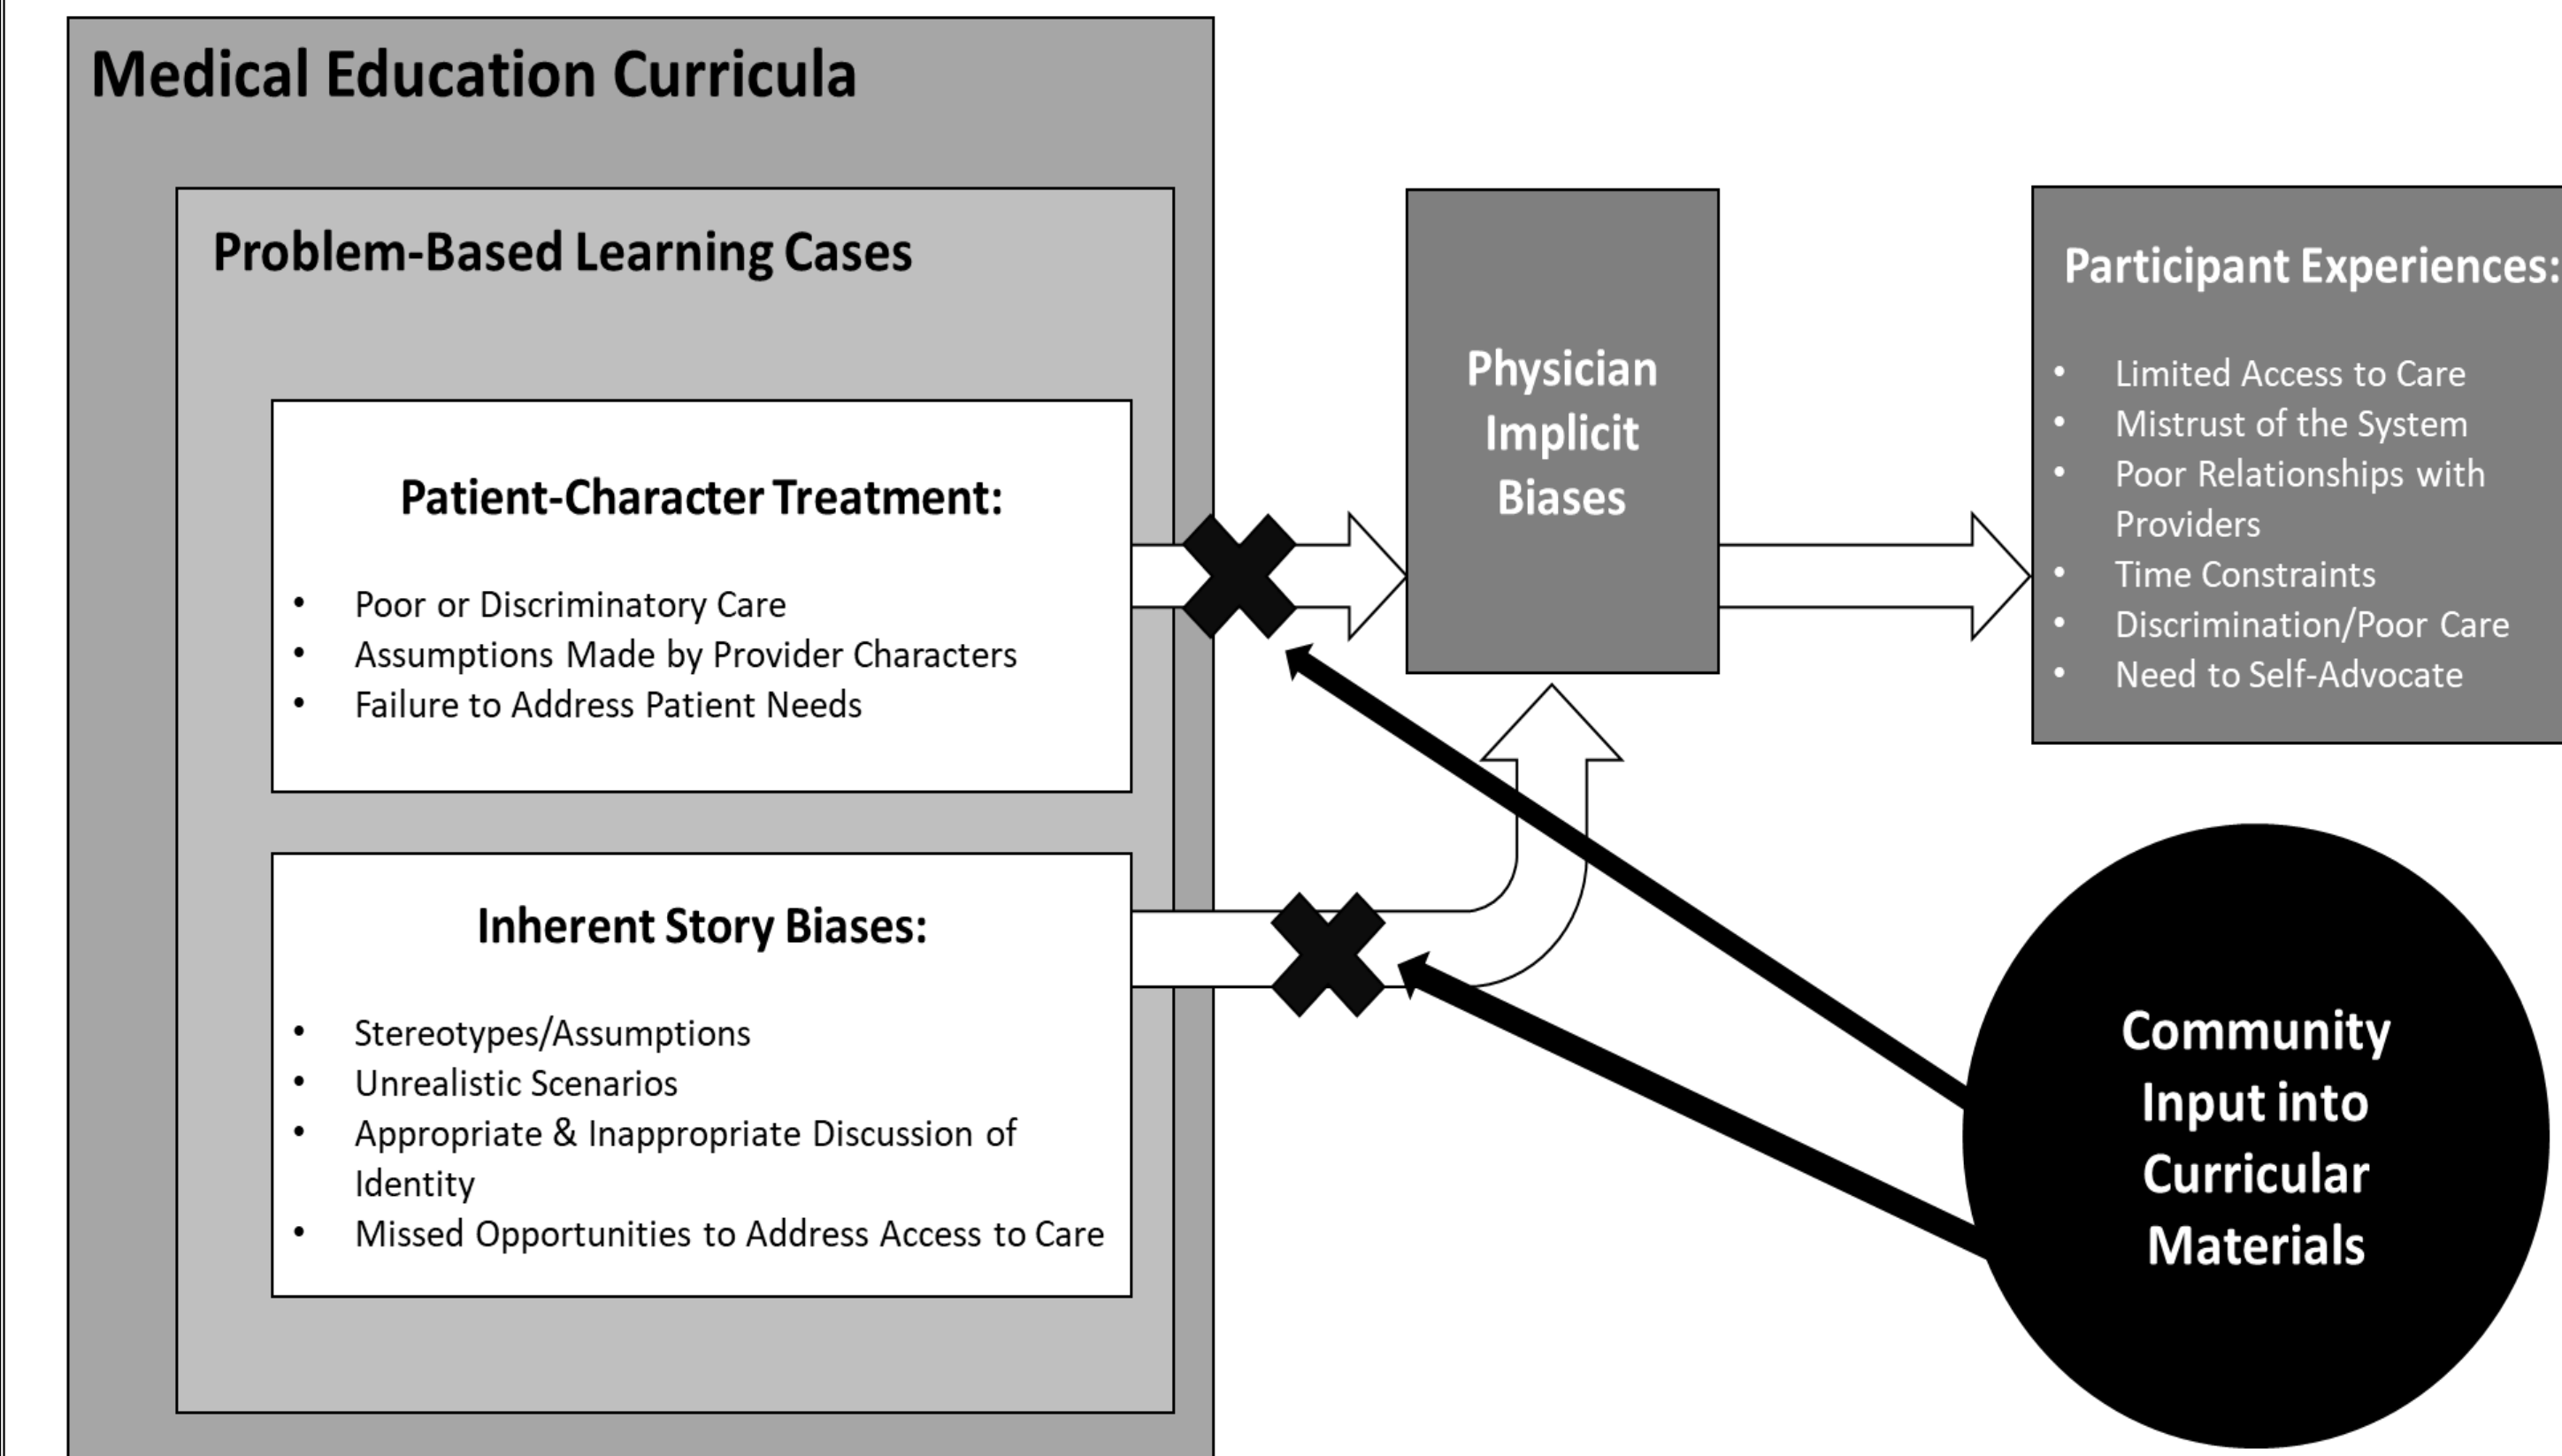 Medical Education Curricula
Problem-Based Learning Cases
Patient-Character Treatment:
• Poor or Discriminatory Care
• Assumptions Made by Provider Characters
• Failure to Address Patient Needs
Inherent Story Biases:
• Stereotypes/Assumptions
• Unrealistic Scenarios
• Appropriate & Inappropriate Discussion of
Identity
• Missed Opportunities to Address Access to Care
Physician
Implicit
Biases
Participant Experiences:
• Limited Access to Care
• Mistrust of the System
• Poor Relationships with
Providers
• Time Constraints
• Discrimination/Poor Care
• Need to Self-Advocate
Community
Input into
Curricular
Materials